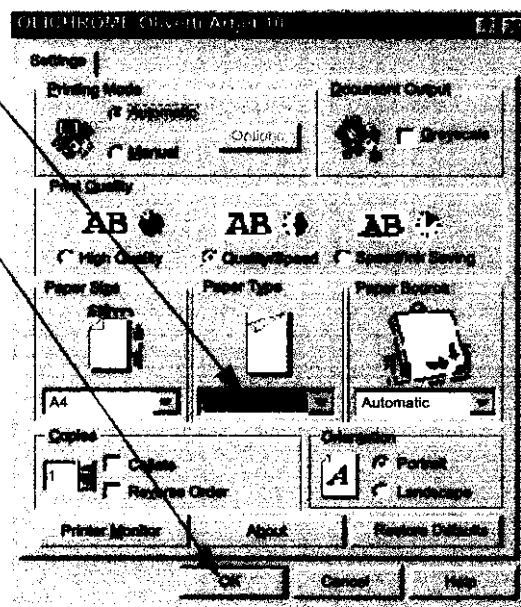 OLICHROME Olivetti Artjet 10
Settings
Printing Mode
Document Output
Automatic
Options
Greyscale
Manual
Print Quality
AB AB AB
High Quality Quality/Speed Speed/Ink Saving
Paper Size Paper Type Paper Source
A4 Automatic
Copies Orientation
1 Collate A Portrait
Reverse Order Landscape
Printer Monitor About Restore Defaults
OK Cancel Help